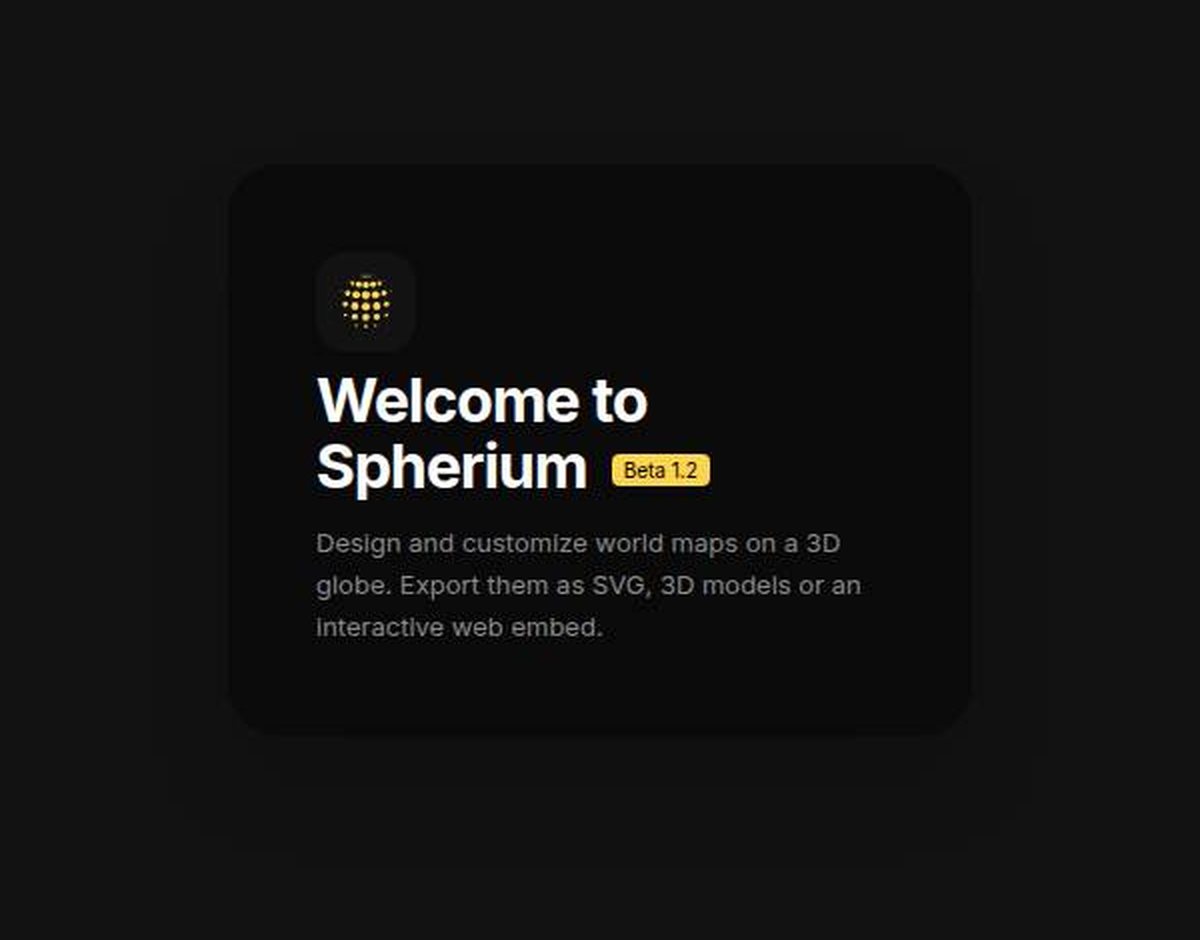 Welcome to
Spherium Beta 1.2
Design and customize world maps on a 3D
globe. Export them as SVG, 3D models or an
interactive web embed.